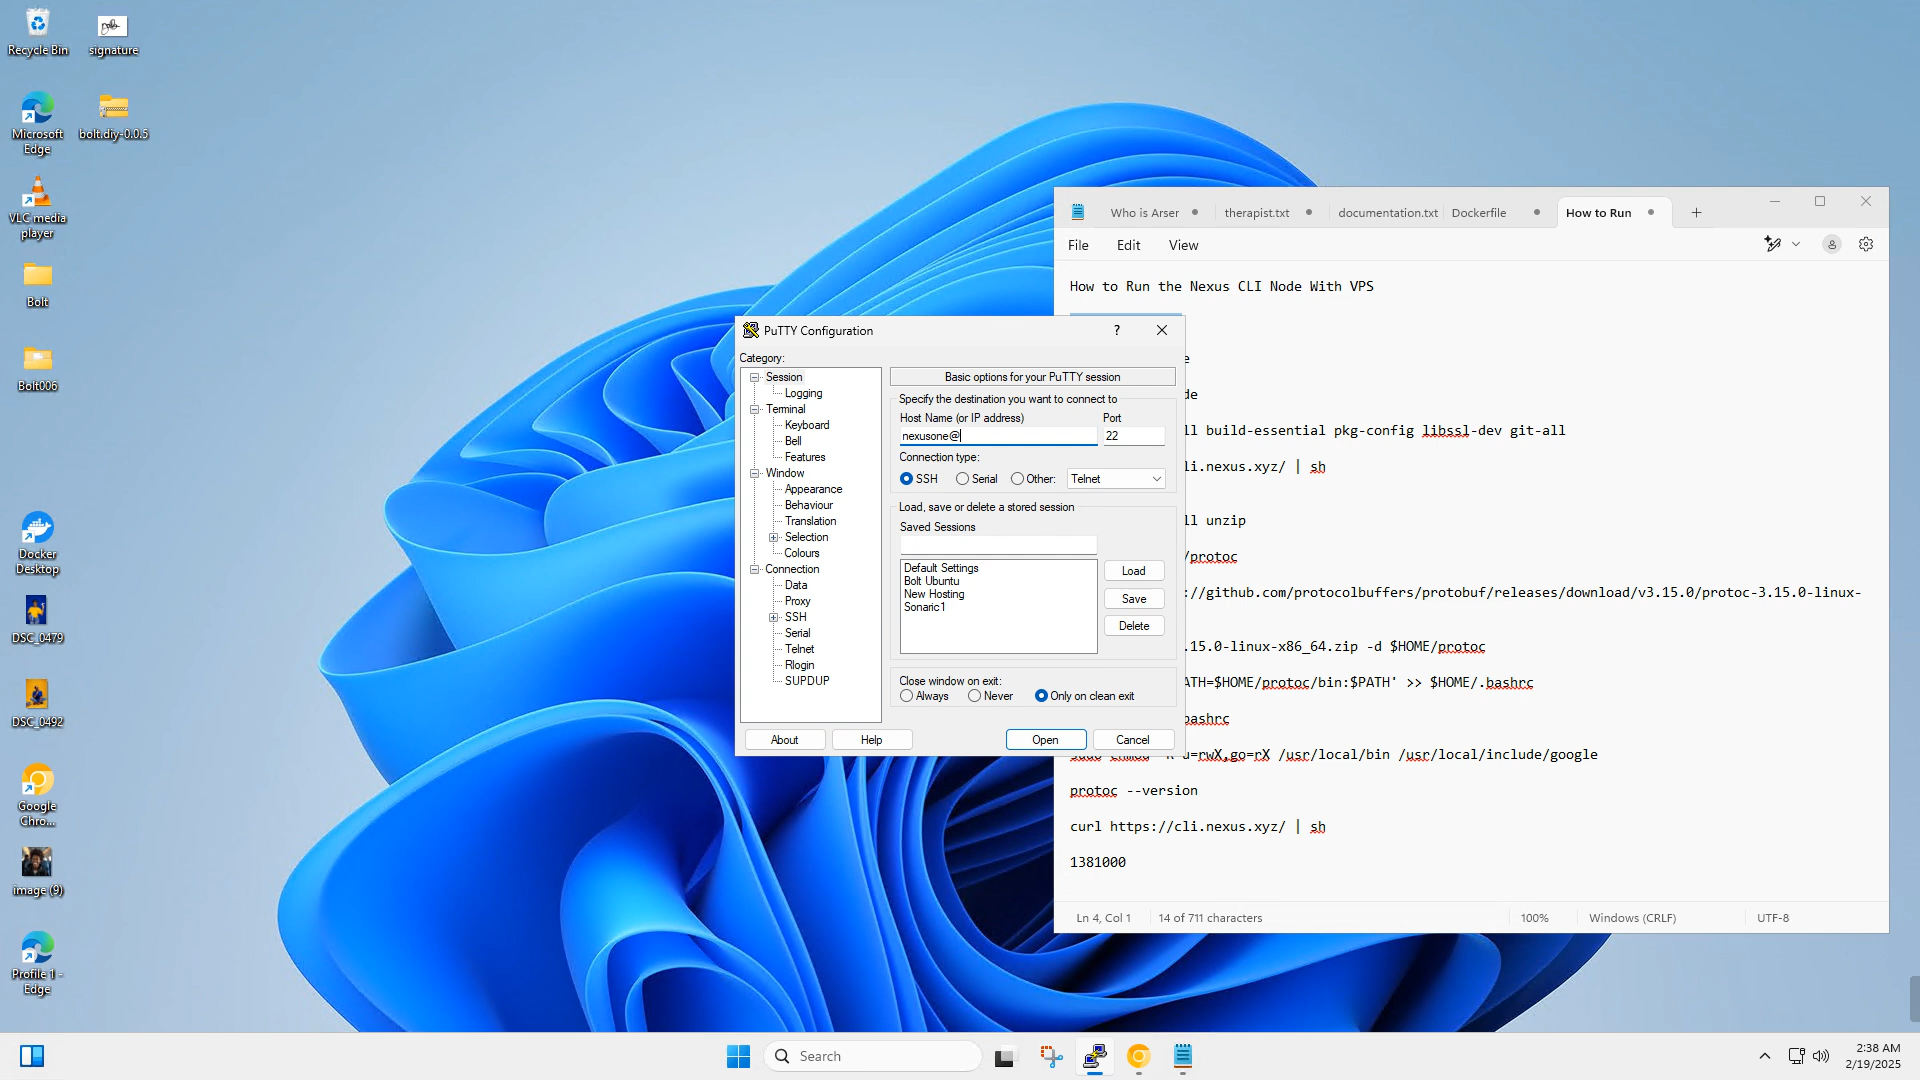 Recycle Bin
signature
Microsoft
Edge
bolt.diy-0.0.5
VLC media
player
Bolt
Bolt006
Docker
Desktop
DSC_0479
DSC_0492
Google
Chro...
image (9)
Profile 1 -
Edge
Who is Arser
therapist.txt
documentation.txt
Dockerfile
How to Run
File
Edit
View
How to Run the Nexus CLI Node With VPS
e
de
ll build-essential pkg-config libssl-dev git-all
li.nexus.xyz/ | sh
ll unzip
/protoc
://github.com/protocolbuffers/protobuf/releases/download/v3.15.0/protoc-3.15.0-linux-
.15.0-linux-x86_64.zip -d $HOME/protoc
ATH=$HOME/protoc/bin:$PATH' >> $HOME/.bashrc
bashrc
sudo chmod -R u=rwX,go=rX /usr/local/bin /usr/local/include/google
protoc --version
curl https://cli.nexus.xyz/ | sh
1381000
Ln 4, Col 1
14 of 711 characters
100%
Windows (CRLF)
UTF-8
PuTTY Configuration
?
Category:
Session
Logging
Terminal
Keyboard
Bell
Features
Window
Appearance
Behaviour
Translation
Selection
Colours
Connection
Data
Proxy
SSH
Serial
Telnet
Rlogin
SUPDUP
Basic options for your PuTTY session
Specify the destination you want to connect to
Host Name (or IP address)
Port
nexusone@
22
Connection type:
SSH
Serial
Other:
Telnet
Load, save or delete a stored session
Saved Sessions
Default Settings
Bolt Ubuntu
New Hosting
Sonaric1
Load
Save
Delete
Close window on exit:
Always
Never
Only on clean exit
About
Help
Open
Cancel
Search
2:38 AM
2/19/2025